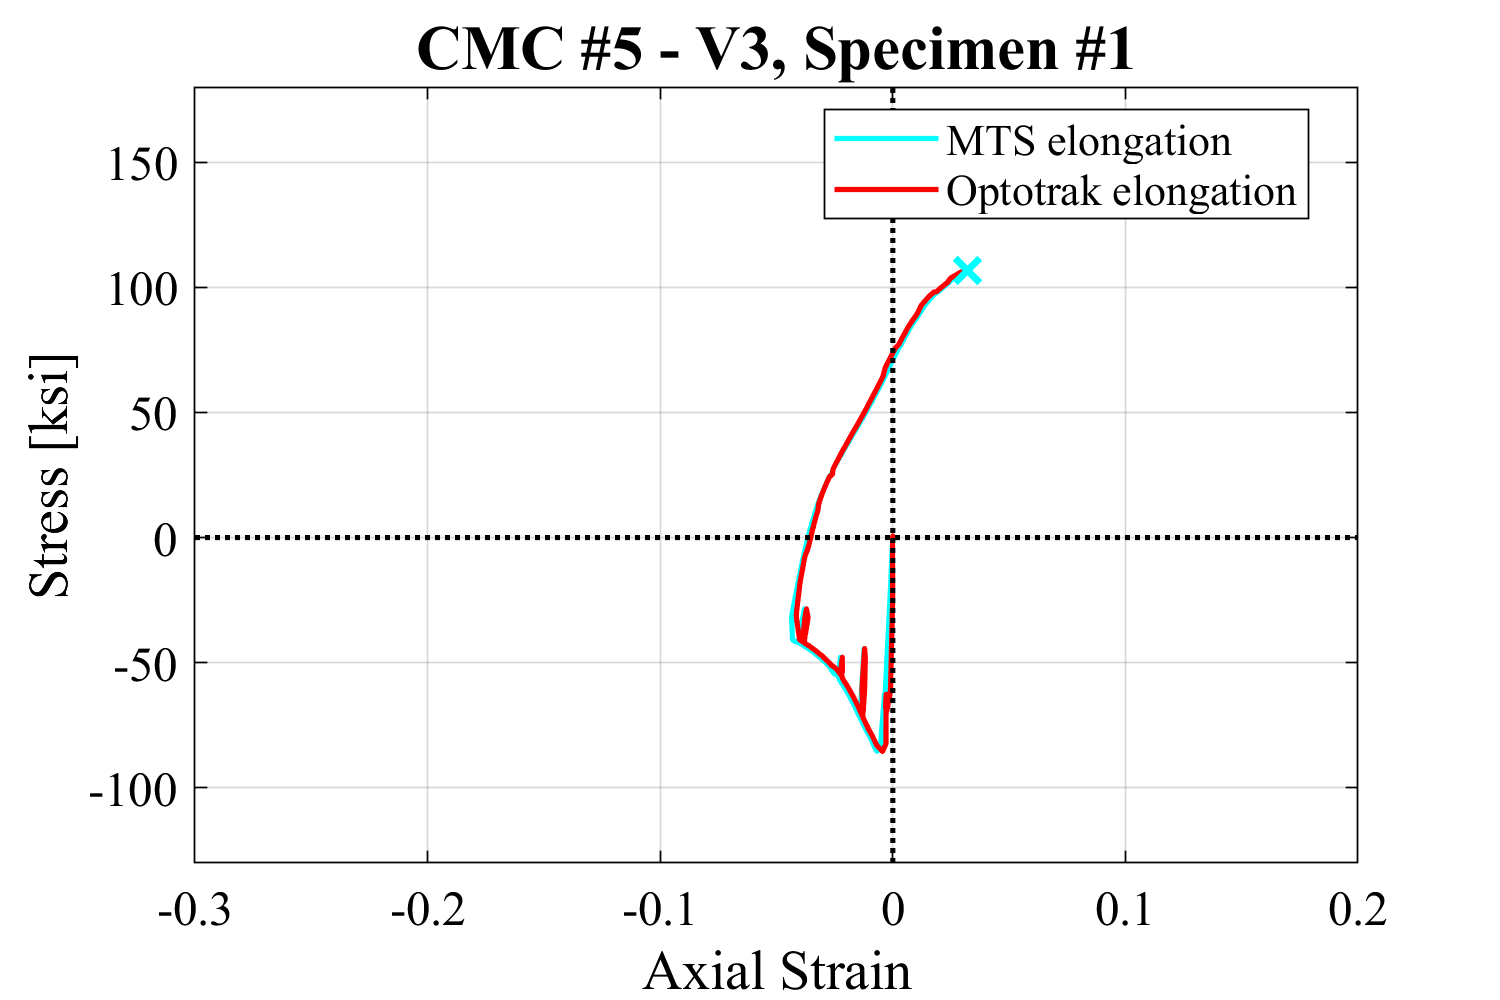 CMC #5 - V3, Specimen #1
MTS elongation
Optotrak elongation
150
100
50
0
-50
-100
Stress [ksi]
-0.3 -0.2 -0.1 0 0.1 0.2
Axial Strain